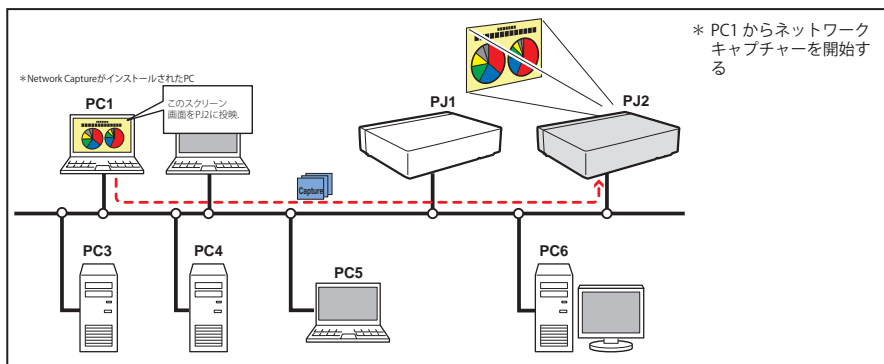 ＊Network CaptureがインストールされたPC
PC1
このスクリーン
画面をPJ2に投映.
PJ1
PJ2
＊ PC1 からネットワーク
キャプチャーを開始す
る
Capture
PC3
PC4
PC5
PC6